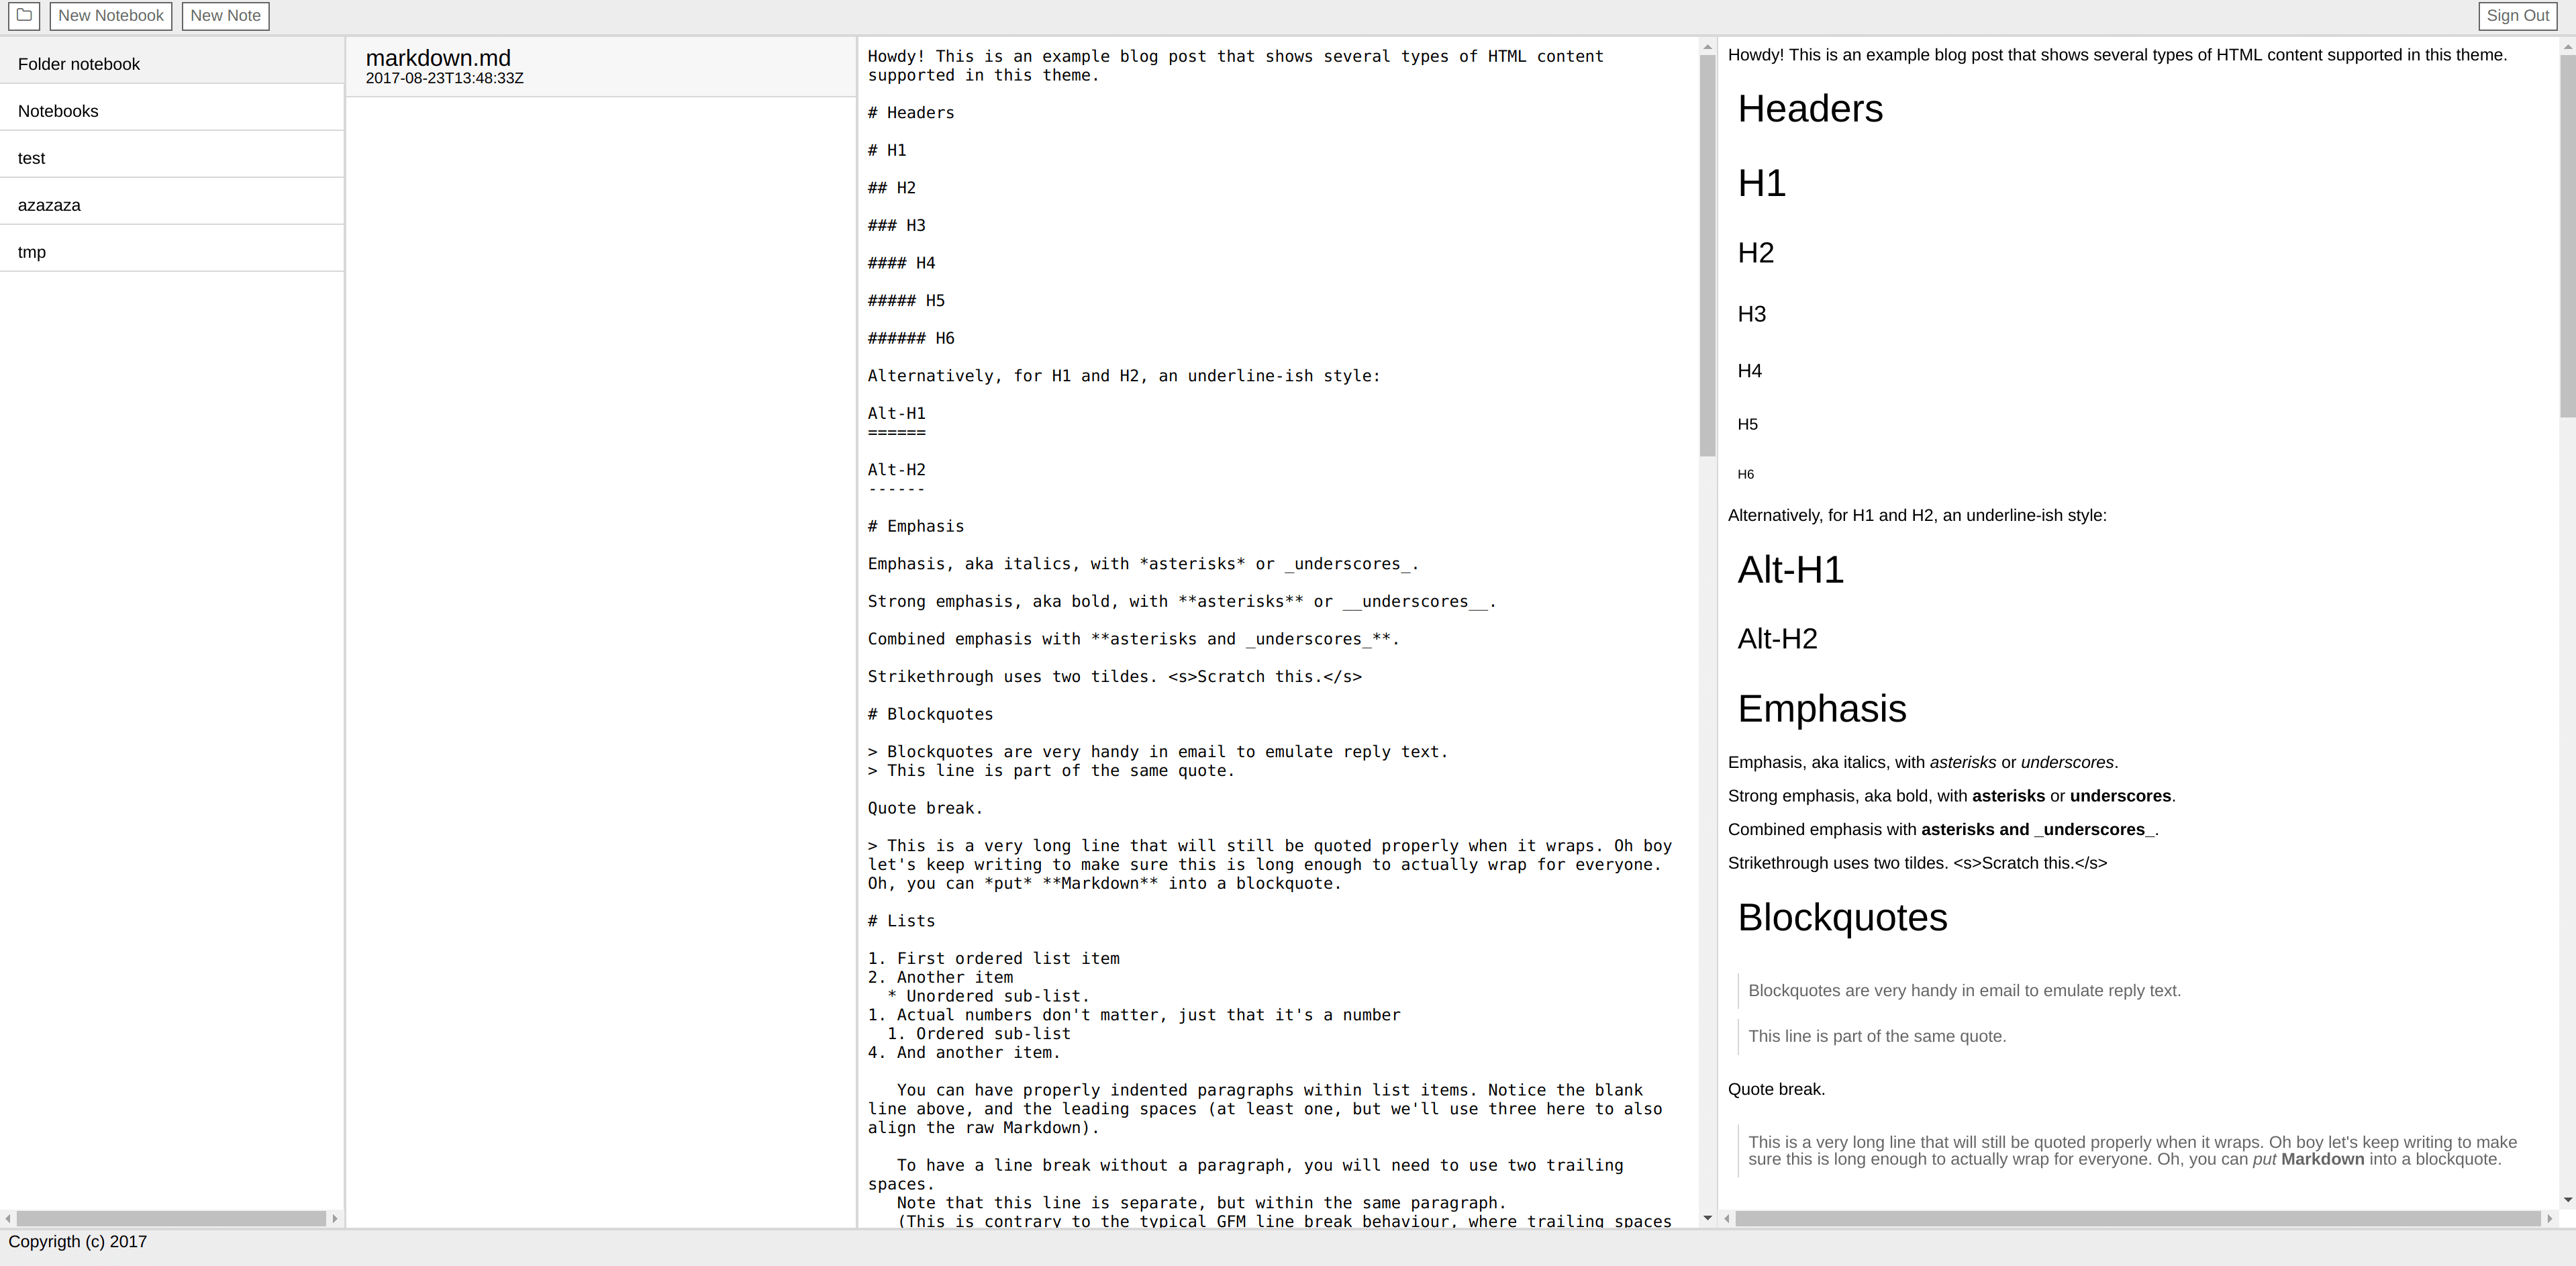 New Notebook New Note Sign Out
Folder notebook
Notebooks
test
azazaza
tmp
markdown.md
2017-08-23T13:48:33Z
Howdy! This is an example blog post that shows several types of HTML content
supported in this theme.
# Headers
# H1
## H2
### H3
#### H4
##### H5
###### H6
Alternatively, for H1 and H2, an underline-ish style:
Alt-H1
======
Alt-H2
------
# Emphasis
Emphasis, aka italics, with *asterisks* or _underscores_.
Strong emphasis, aka bold, with **asterisks** or __underscores__.
Combined emphasis with **asterisks and _underscores_**.
Strikethrough uses two tildes. <s>Scratch this.</s>
# Blockquotes
> Blockquotes are very handy in email to emulate reply text.
> This line is part of the same quote.
Quote break.
> This is a very long line that will still be quoted properly when it wraps. Oh boy
let's keep writing to make sure this is long enough to actually wrap for everyone.
Oh, you can *put* **Markdown** into a blockquote.
# Lists
1. First ordered list item
2. Another item
  * Unordered sub-list.
1. Actual numbers don't matter, just that it's a number
  1. Ordered sub-list
4. And another item.
   You can have properly indented paragraphs within list items. Notice the blank
line above, and the leading spaces (at least one, but we'll use three here to also
align the raw Markdown).
   To have a line break without a paragraph, you will need to use two trailing
spaces.
   Note that this line is separate, but within the same paragraph.
   (This is contrary to the typical GFM line break behaviour, where trailing spaces
Howdy! This is an example blog post that shows several types of HTML content supported in this theme.
Headers
H1
H2
H3
H4
H5
H6
Alternatively, for H1 and H2, an underline-ish style:
Alt-H1
Alt-H2
Emphasis
Emphasis, aka italics, with asterisks or underscores.
Strong emphasis, aka bold, with asterisks or underscores.
Combined emphasis with asterisks and _underscores_.
Strikethrough uses two tildes. <s>Scratch this.</s>
Blockquotes
Blockquotes are very handy in email to emulate reply text.
This line is part of the same quote.
Quote break.
This is a very long line that will still be quoted properly when it wraps. Oh boy let's keep writing to make
sure this is long enough to actually wrap for everyone. Oh, you can put Markdown into a blockquote.
Copyrigth (c) 2017